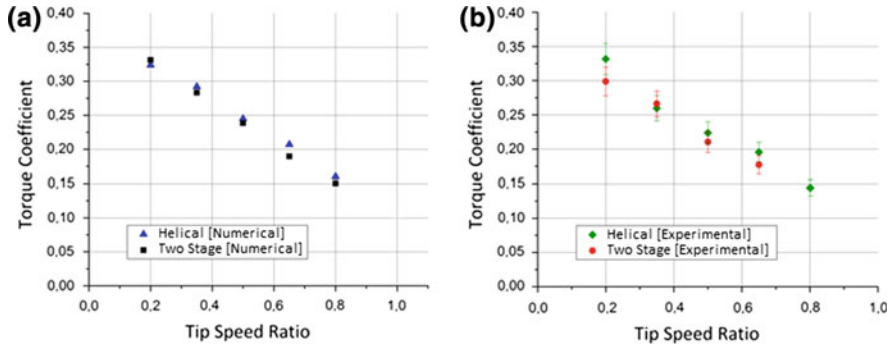 (a)
0,40
0,35
0,30
0,25
0,20
0,15
0,10
0,05
0,00
Torque Coefficient
Helical [Numerical]
Two Stage [Numerical]
0,0 0,2 0,4 0,6 0,8 1,0
Tip Speed Ratio
(b)
0,40
0,35
0,30
0,25
0,20
0,15
0,10
0,05
0,00
Torque Coefficient
Helical [Experimental]
Two Stage [Experimental]
0,0 0,2 0,4 0,6 0,8 1,0
Tip Speed Ratio